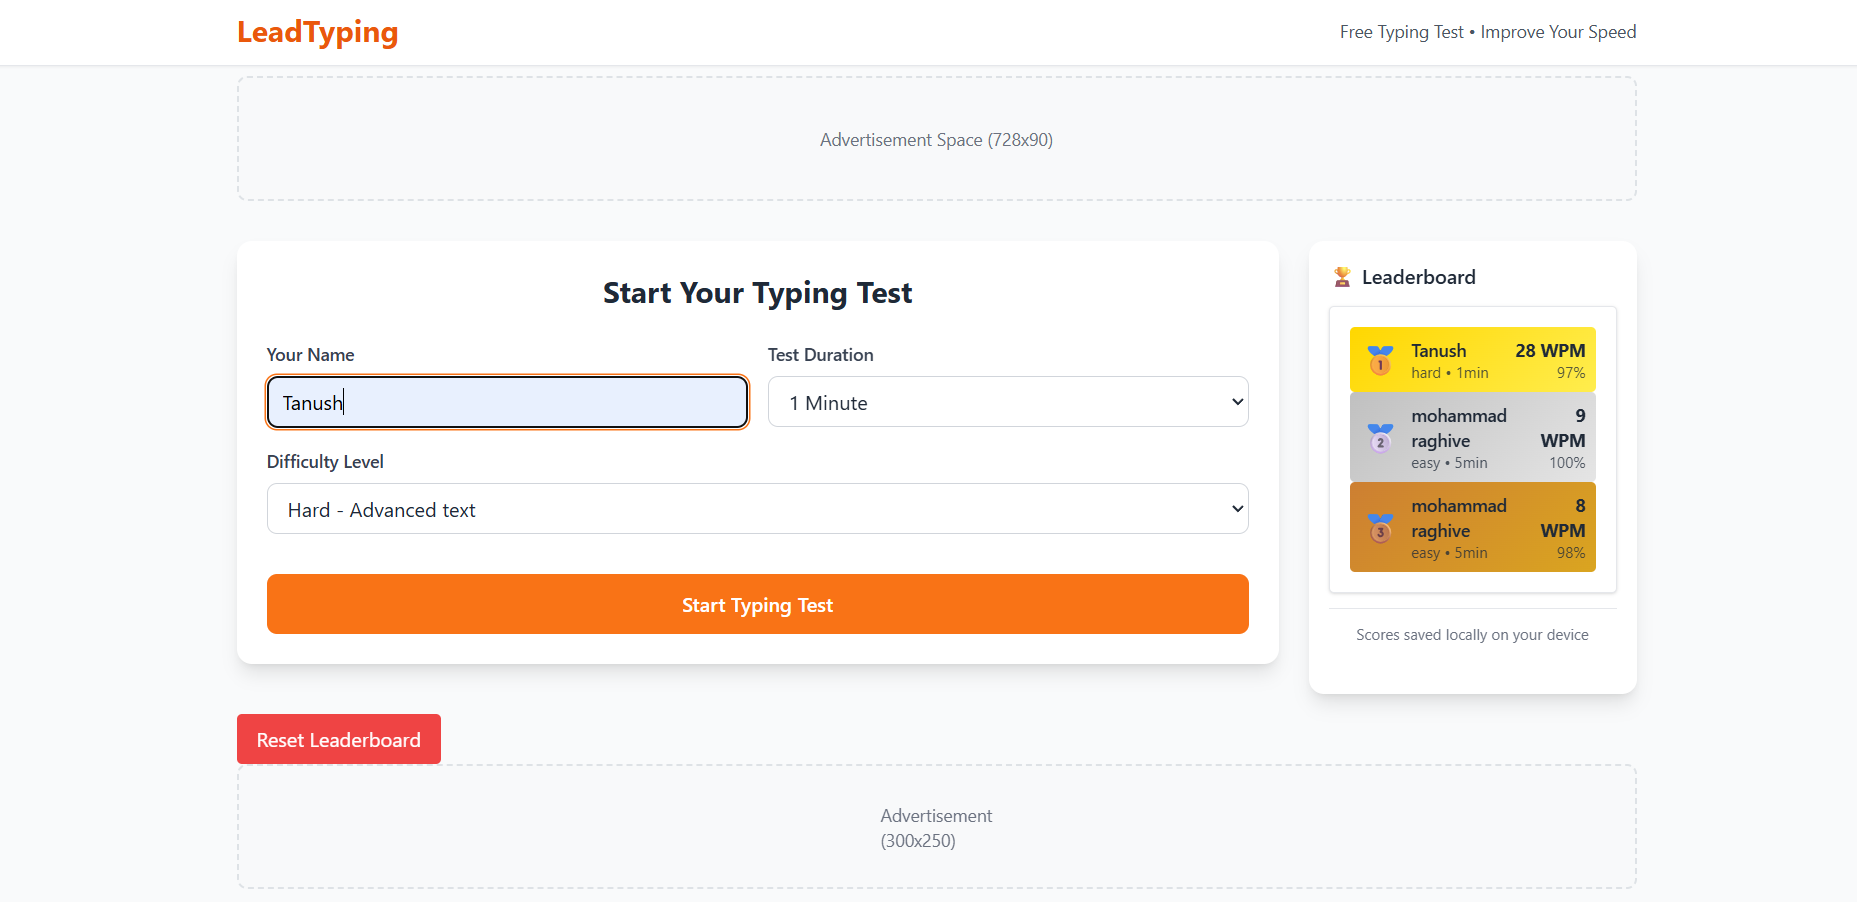 LeadTyping
Free Typing Test • Improve Your Speed
Advertisement Space (728x90)
Start Your Typing Test
Your Name
Test Duration
Tanush
1 Minute
Difficulty Level
Hard - Advanced text
Start Typing Test
🏆 Leaderboard
1 Tanush 28 WPM
hard • 1min 97%
mohammad 9
2 raghive WPM
easy • 5min 100%
mohammad 8
3 raghive WPM
easy • 5min 98%
Scores saved locally on your device
Reset Leaderboard
Advertisement
(300x250)